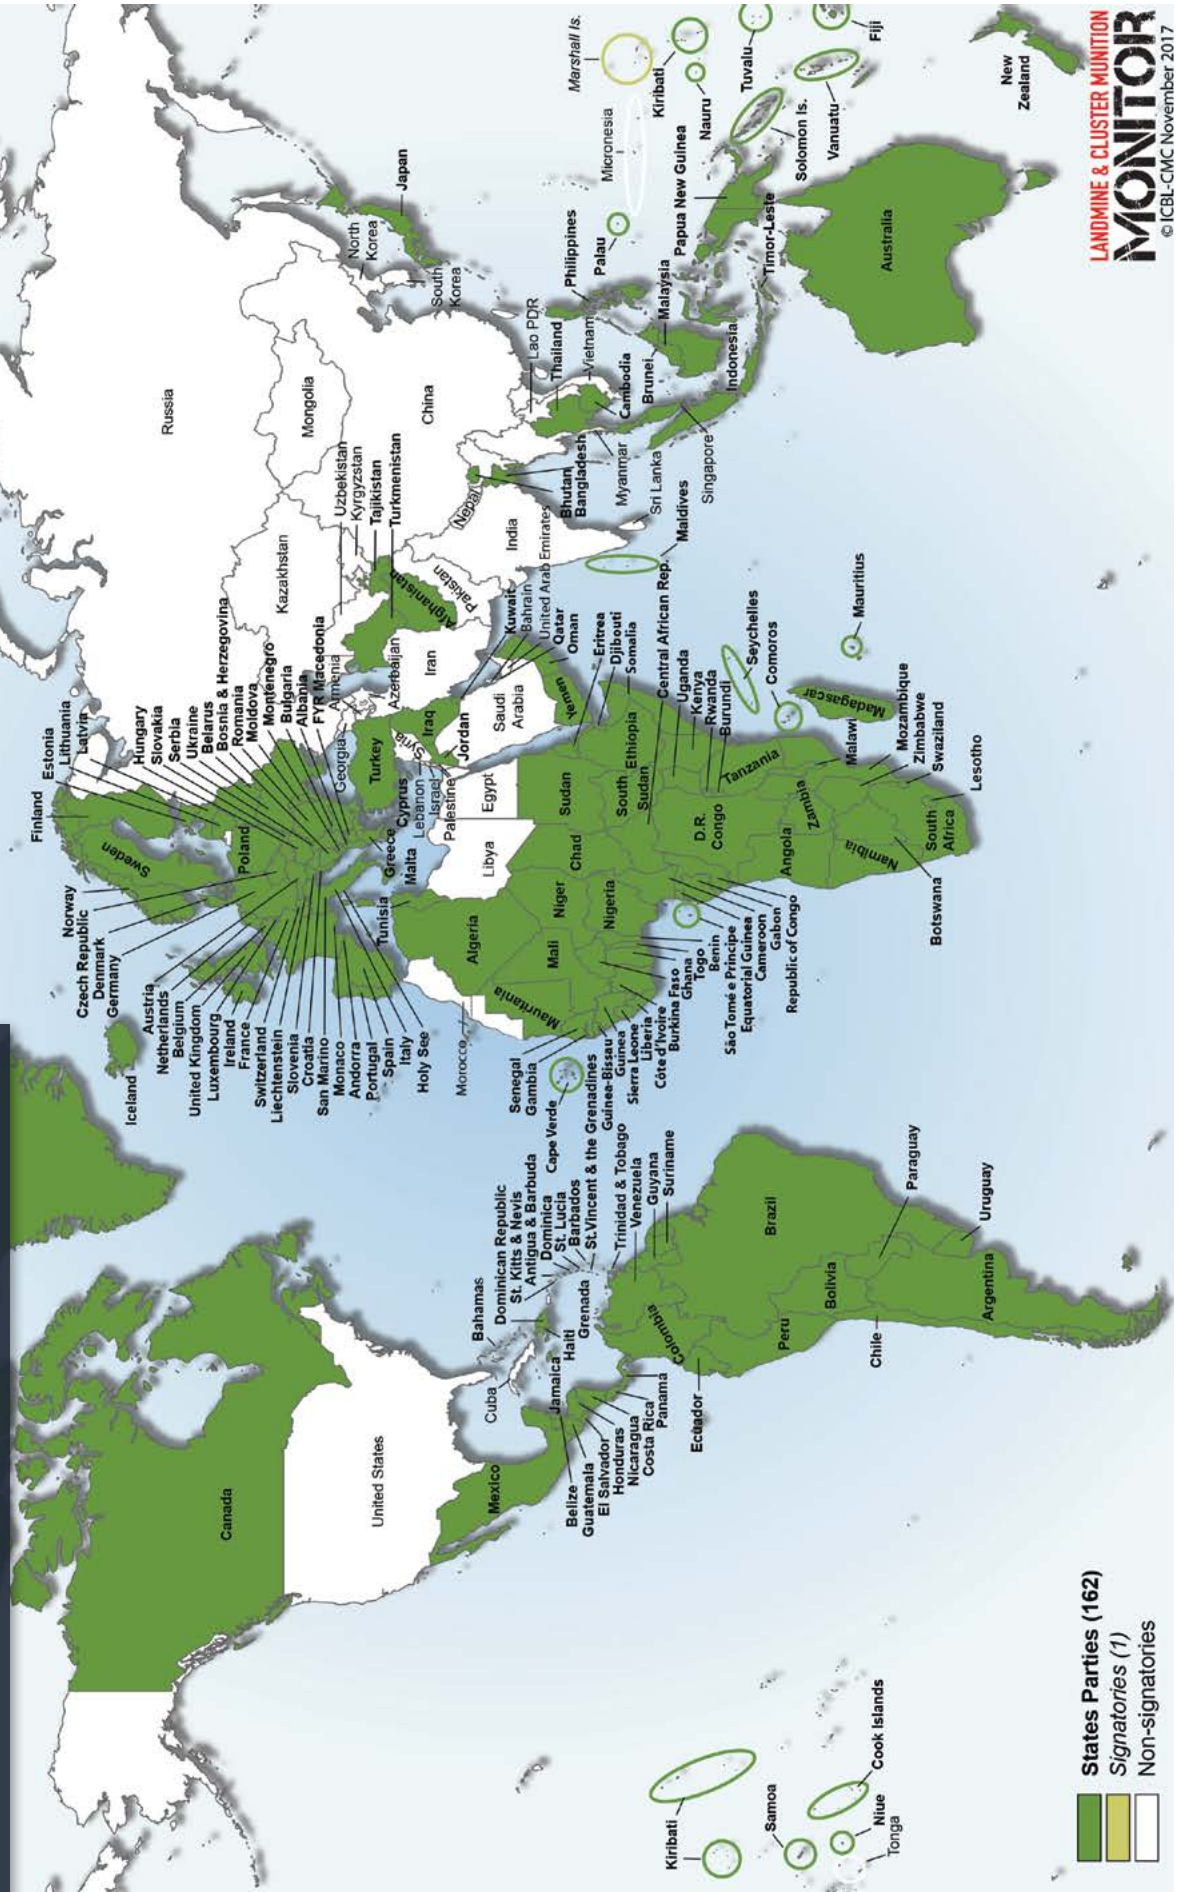 Canada
United States
Mexico
Cuba
Bahamas
Dominican Republic
St. Kitts & Nevis
Antigua & Barbuda
Dominica
St. Lucia
Barbados
St.Vincent & the Grenadines
Trinidad & Tobago
Venezuela
Guyana
Suriname
Jamaica
Haiti
Grenada
Belize
Guatemala
El Salvador
Honduras
Nicaragua
Costa Rica
Panama
Colombia
Ecuador
Peru
Brazil
Bolivia
Chile
Paraguay
Uruguay
Argentina
Kiribati
Samoa
Cook Islands
Niue
Tonga
Iceland
Norway
Czech Republic
Denmark
Germany
Austria
Netherlands
Belgium
United Kingdom
Luxembourg
Ireland
France
Switzerland
Liechtenstein
Slovenia
Croatia
San Marino
Monaco
Andorra
Portugal
Spain
Italy
Holy See
Finland
Sweden
Poland
Estonia
Lithuania
Latvia
Hungary
Slovakia
Serbia
Ukraine
Belarus
Bosnia & Herzegovina
Romania
Moldova
Montenegro
Bulgaria
Albania
FYR Macedonia
Armenia
Georgia
Azerbaijan
Turkey
Greece
Malta
Cyprus
Lebanon
Israel
Palestine
Syria
Iraq
Jordan
Iran
Saudi
Arabia
Kuwait
Bahrain
United Arab Emirates
Qatar
Oman
Yemen
Russia
Kazakhstan
Mongolia
China
Uzbekistan
Kyrgyzstan
Tajikistan
Turkmenistan
Afghanistan
Pakistan
Nepal
India
Bhutan
Bangladesh
Myanmar
Sri Lanka
Maldives
North
Korea
South
Korea
Japan
Lao PDR
Thailand
Vietnam
Cambodia
Philippines
Brunei
Malaysia
Singapore
Indonesia
Timor-Leste
Palau
Papua New Guinea
Micronesia
Marshall Is.
Kiribati
Nauru
Tuvalu
Solomon Is.
Vanuatu
Fiji
Australia
New
Zealand
Morocco
Algeria
Tunisia
Libya
Egypt
Mauritania
Mali
Niger
Chad
Sudan
Nigeria
South
Sudan
Ethiopia
Eritrea
Djibouti
Somalia
Central African Rep.
Uganda
Kenya
Rwanda
Burundi
Seychelles
Comoros
Mauritius
Senegal
Gambia
Cape Verde
Guinea-Bissau
Guinea
Sierra Leone
Liberia
Côte d'Ivoire
Burkina Faso
Ghana
Togo
Benin
São Tomé e Principe
Equatorial Guinea
Cameroon
Gabon
Republic of Congo
D.R.
Congo
Tanzania
Angola
Zambia
Malawi
Mozambique
Zimbabwe
Swaziland
Lesotho
Madagascar
Namibia
South
Africa
Botswana
States Parties (162)
Signatories (1)
Non-signatories
LANDMINE & CLUSTER MUNITION
MONITOR
© ICBL-CMC November 2017